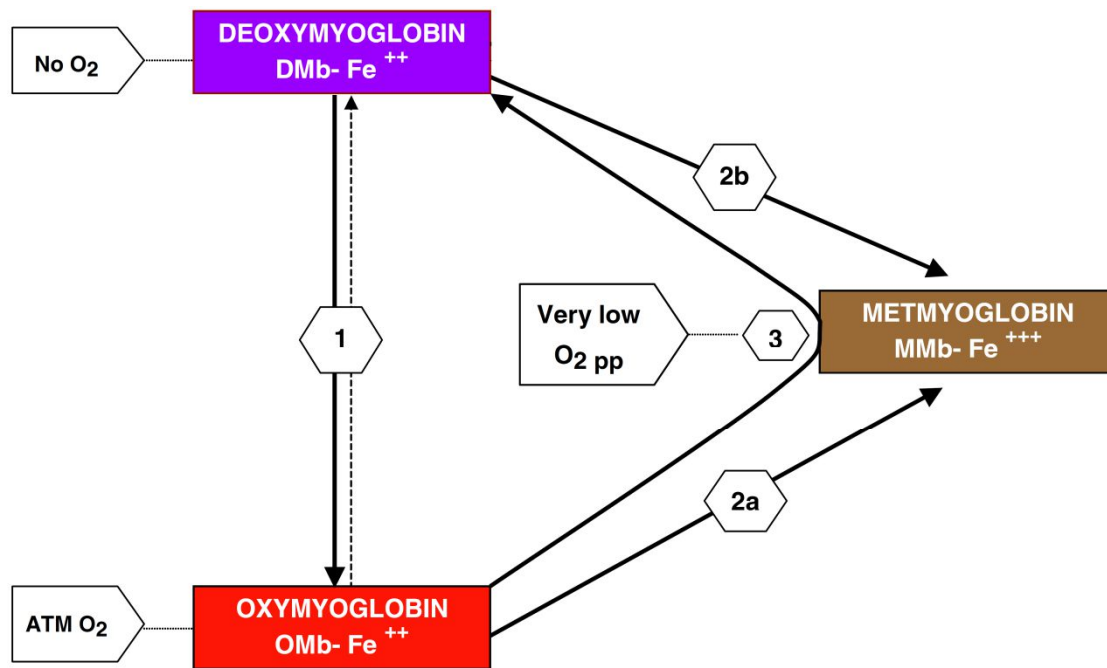 No O2
DEOXYMYOGLOBIN
DMb- Fe ++
2b
1
Very low
O2 pp
3
METMYOGLOBIN
MMb- Fe +++
2a
ATM O2
OXYMYOGLOBIN
OMb- Fe ++